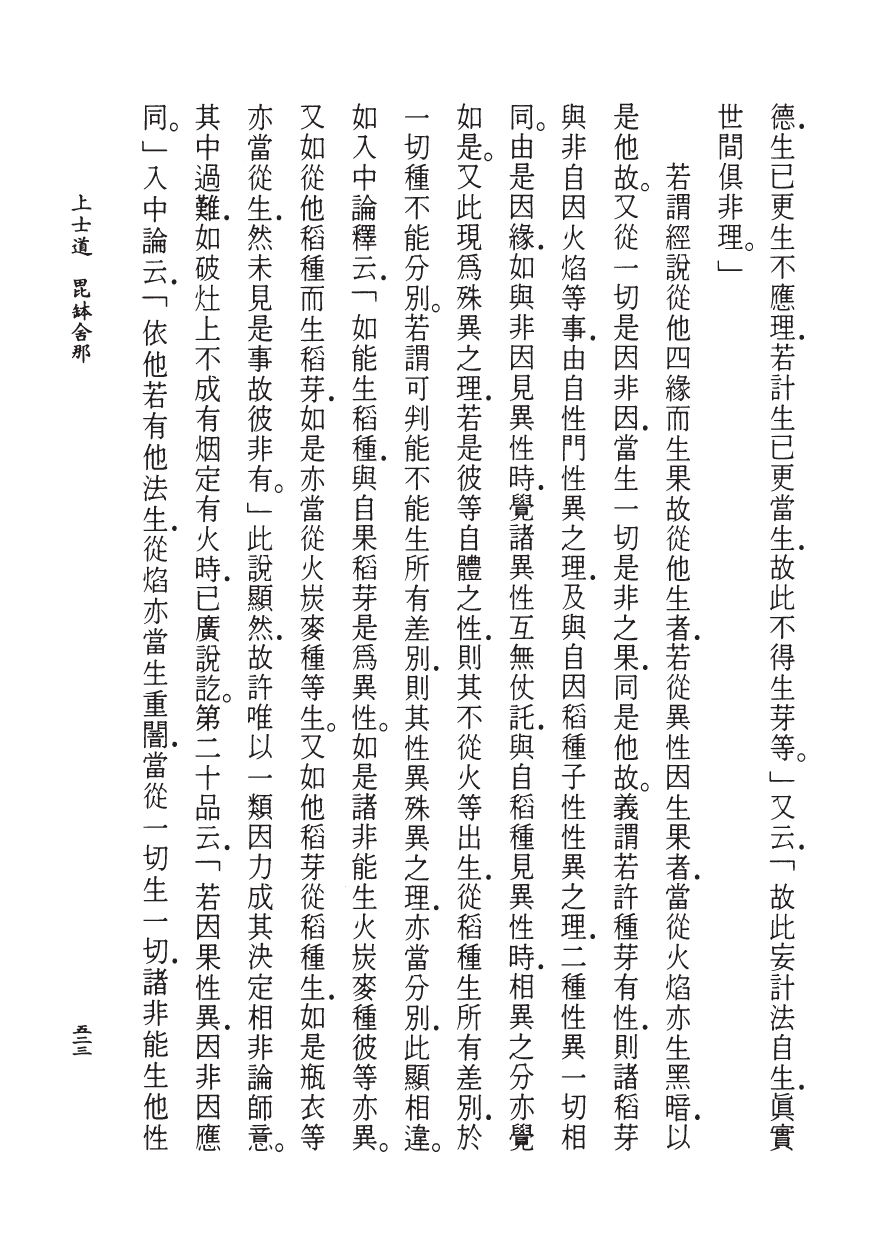 德．生已更生不應理．若計生已更當生．故此不得生芽等。」又云．「故此妄計法自生．眞實
世間俱非理。」
若謂經說從他四緣而生果故從他生者．若從異性因生果者．當從火焰亦生黑暗．以
是他故。又從一切是因非因．當生一切是非之果．同是他故。義謂若許種芽有性．則諸稻芽
與非自因火焰等事．由自性門性異之理．及與自因稻種子性性異之理．二種性異一切相
同。由是因緣．如與非因見異性時．覺諸異性互無仗託．與自稻種見異性時．相異之分亦覺
如是。又此現爲殊異之理．若是彼等自體之性．則其不從火等出生．從稻種生所有差別．於
一切種不能分別。若謂可判能不能生所有差別．則其性異殊異之理．亦當分別．此顯相違。
如入中論釋云．「如能生稻種．與自果稻芽是爲異性。如是諸非能生火炭麥種彼等亦異。
又如從他稻種而生稻芽．如是亦當從火炭麥種等生。又如他稻芽從稻種生．如是瓶衣等
亦當從生．然未見是事故彼非有。」此說顯然．故許唯以一類因力成其決定相非論師意。
其中過難．如破灶上不成有烟定有火時．已廣說訖。第二十品云．「若因果性異．因非因應
同。」入中論云．「依他若有他法生．從焰亦當生重闇．當從一切生一切．諸非能生他性
上士道　毘鉢舍那
五二三